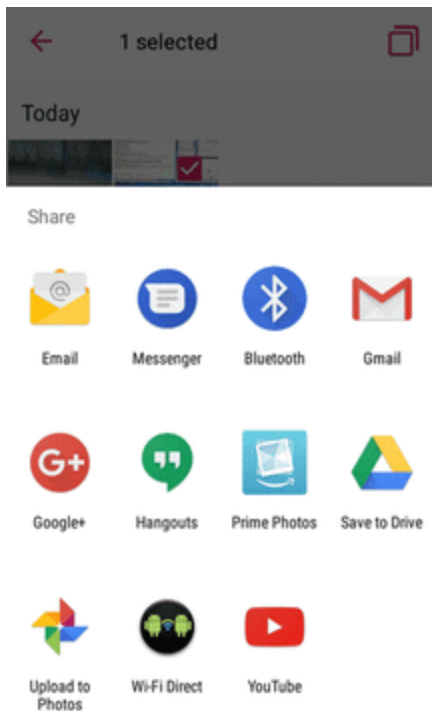 1 selected
Today
Share
Email
Messenger
Bluetooth
Gmail
G+
Google+
Hangouts
Prime Photos
Save to Drive
Upload to
Photos
Wi-Fi Direct
YouTube